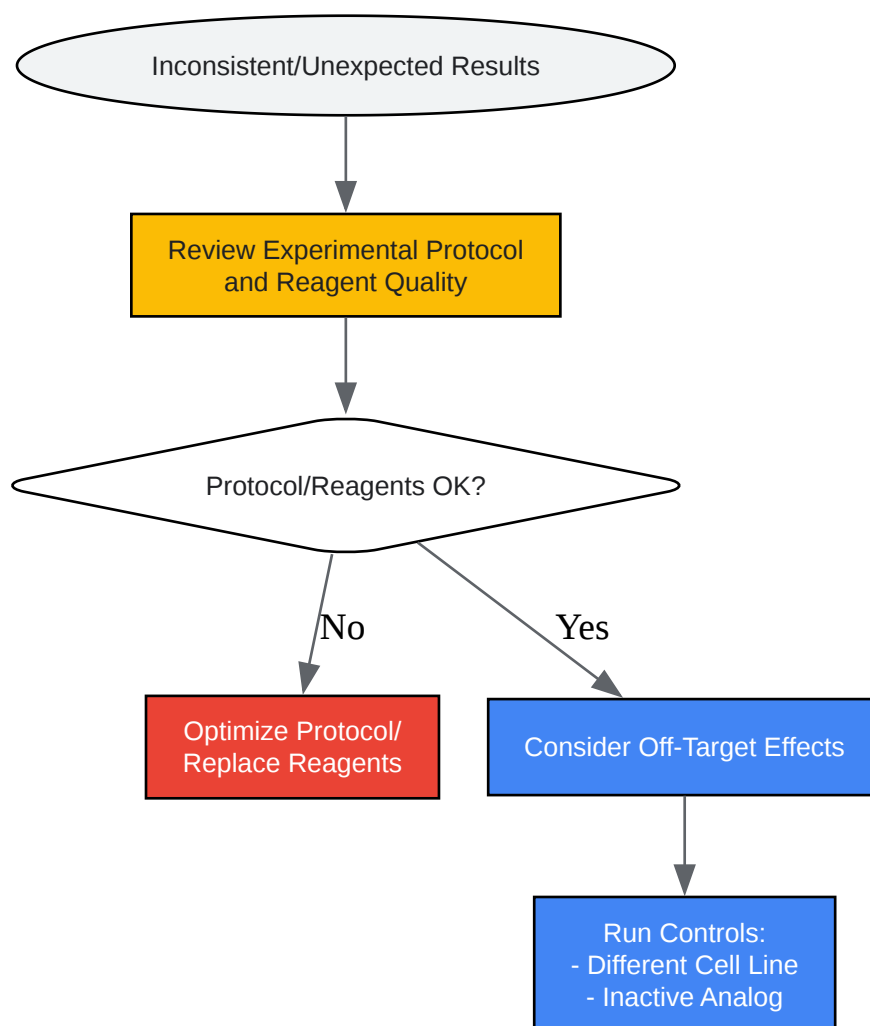 Inconsistent/Unexpected Results
Review Experimental Protocol
and Reagent Quality
Protocol/Reagents OK?
No
Yes
Optimize Protocol/
Replace Reagents
Consider Off-Target Effects
Run Controls:
- Different Cell Line
- Inactive Analog